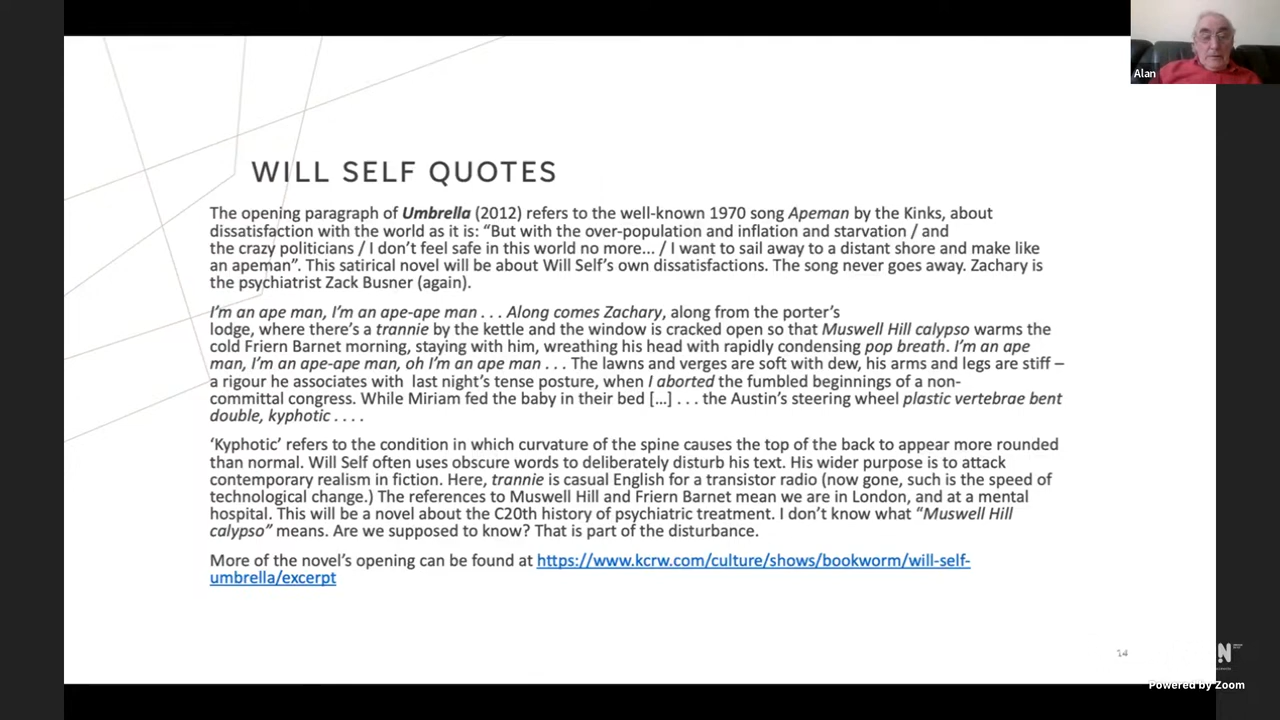 Alan
WILL SELF QUOTES
The opening paragraph of Umbrella (2012) refers to the well-known 1970 song Apeman by the Kinks, about
dissatisfaction with the world as it is: “But with the over-population and inflation and starvation / and
the crazy politicians / I don’t feel safe in this world no more... / I want to sail away to a distant shore and make like
an apeman”. This satirical novel will be about Will Self’s own dissatisfactions. The song never goes away. Zachary is
the psychiatrist Zack Busner (again).
I’m an ape man, I’m an ape-ape man . . . Along comes Zachary, along from the porter’s
lodge, where there’s a trannie by the kettle and the window is cracked open so that Muswell Hill calypso warms the
cold Friern Barnet morning, staying with him, wreathing his head with rapidly condensing pop breath. I’m an ape
man, I’m an ape-ape man, oh I’m an ape man . . . The lawns and verges are soft with dew, his arms and legs are stiff –
a rigour he associates with last night’s tense posture, when I aborted the fumbled beginnings of a non-
committal congress. While Miriam fed the baby in their bed […] . . . the Austin’s steering wheel plastic vertebrae bent
double, kyphotic . . . .
‘Kyphotic’ refers to the condition in which curvature of the spine causes the top of the back to appear more rounded
than normal. Will Self often uses obscure words to deliberately disturb his text. His wider purpose is to attack
contemporary realism in fiction. Here, trannie is casual English for a transistor radio (now gone, such is the speed of
technological change.) The references to Muswell Hill and Friern Barnet mean we are in London, and at a mental
hospital. This will be a novel about the C20th history of psychiatric treatment. I don’t know what “Muswell Hill
calypso” means. Are we supposed to know? That is part of the disturbance.
More of the novel’s opening can be found at https://www.kcrw.com/culture/shows/bookworm/will-self-
umbrella/excerpt
14
N
Powered by Zoom